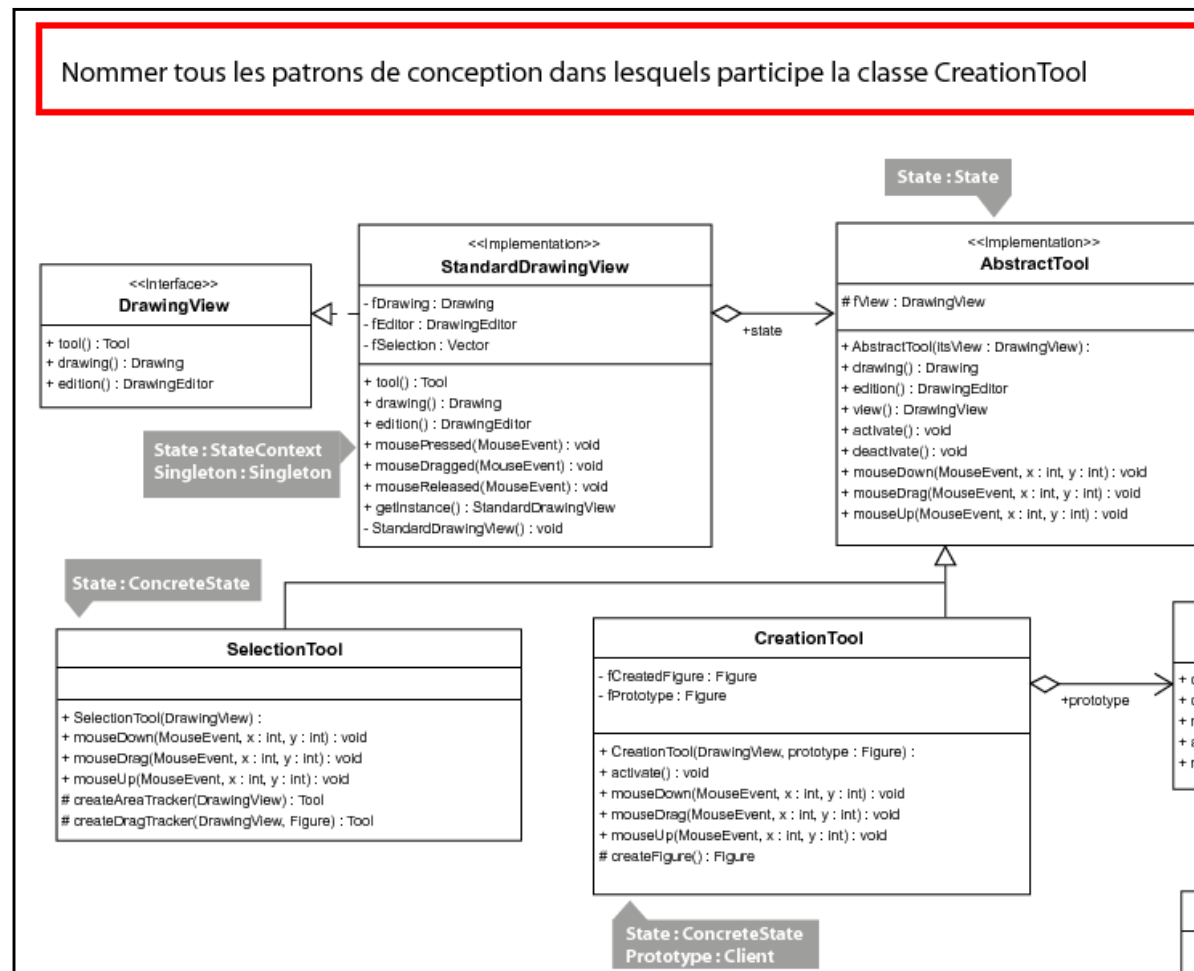 Nommer tous les patrons de conception dans lesquels participe la classe CreationTool
State : State
<<Interface>>
DrawingView
+ tool() : Tool
+ drawing() : Drawing
+ edition() : DrawingEditor
<<Implementation>>
StandardDrawingView
- fDrawing : Drawing
- fEditor : DrawingEditor
- fSelection : Vector
+ tool() : Tool
+ drawing() : Drawing
+ edition() : DrawingEditor
+ mousePressed(MouseEvent) : void
+ mouseDragged(MouseEvent) : void
+ mouseReleased(MouseEvent) : void
+ getInstance() : StandardDrawingView
- StandardDrawingView() : void
+state
<<Implementation>>
AbstractTool
# fView : DrawingView
+ AbstractTool(itsView : DrawingView) :
+ drawing() : Drawing
+ edition() : DrawingEditor
+ view() : DrawingView
+ activate() : void
+ deactivate() : void
+ mouseDown(MouseEvent, x : int, y : int) : void
+ mouseDrag(MouseEvent, x : int, y : int) : void
+ mouseUp(MouseEvent, x : int, y : int) : void
State : StateContext
Singleton : Singleton
State : ConcreteState
SelectionTool
+ SelectionTool(DrawingView) :
+ mouseDown(MouseEvent, x : int, y : int) : void
+ mouseDrag(MouseEvent, x : int, y : int) : void
+ mouseUp(MouseEvent, x : int, y : int) : void
# createAreaTracker(DrawingView) : Tool
# createDragTracker(DrawingView, Figure) : Tool
CreationTool
- fCreatedFigure : Figure
- fPrototype : Figure
+ CreationTool(DrawingView, prototype : Figure) :
+ activate() : void
+ mouseDown(MouseEvent, x : int, y : int) : void
+ mouseDrag(MouseEvent, x : int, y : int) : void
+ mouseUp(MouseEvent, x : int, y : int) : void
# createFigure() : Figure
+prototype
State : ConcreteState
Prototype : Client